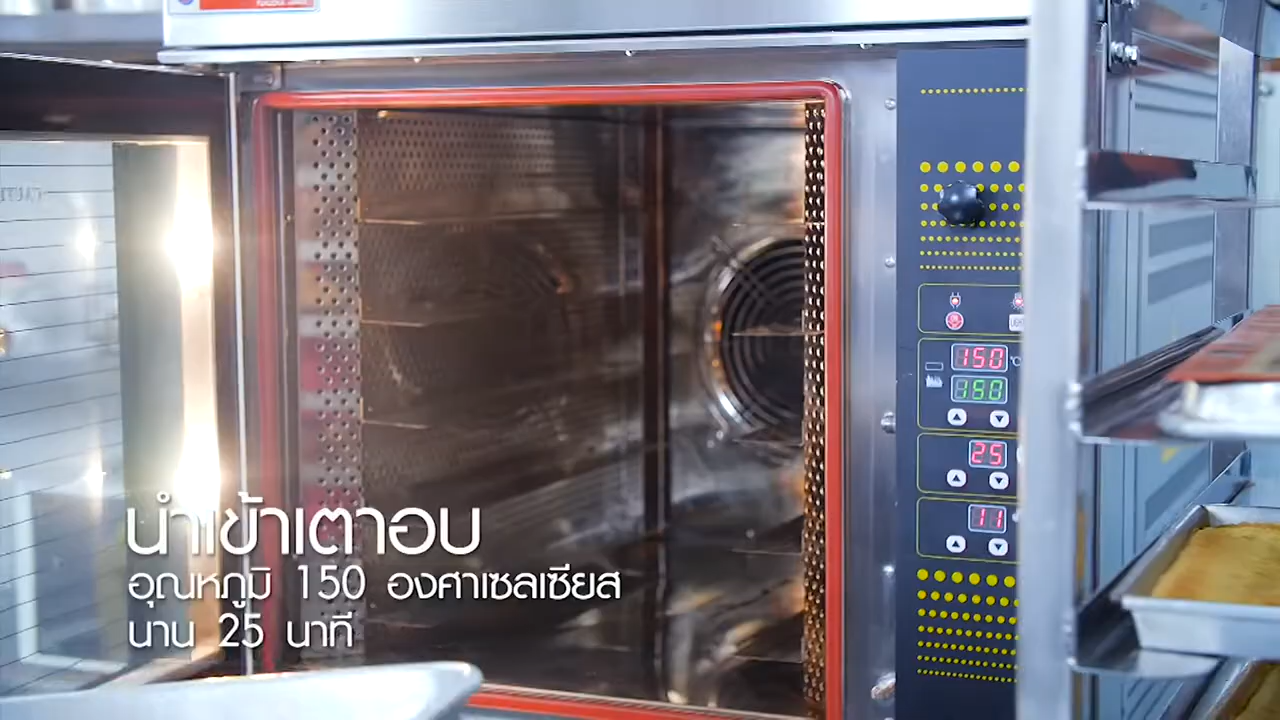 150
°C
150
25
11
นำเข้าเตาอบ
อุณหภูมิ 150 องศาเซลเซียส
นาน 25 นาที